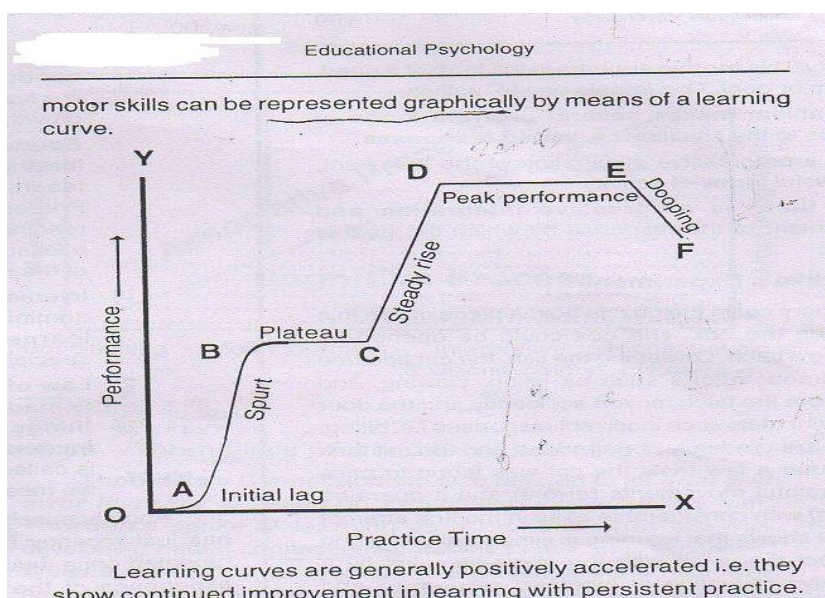 Educational Psychology
motor skills can be represented graphically by means of a learning
curve.
Y
D
E
Peak performance
Dooping
F
Steady rise
Performance
Plateau
B
C
Spurt
A
Initial lag
O
X
Practice Time
Learning curves are generally positively accelerated i.e. they
show continued improvement in learning with persistent practice.